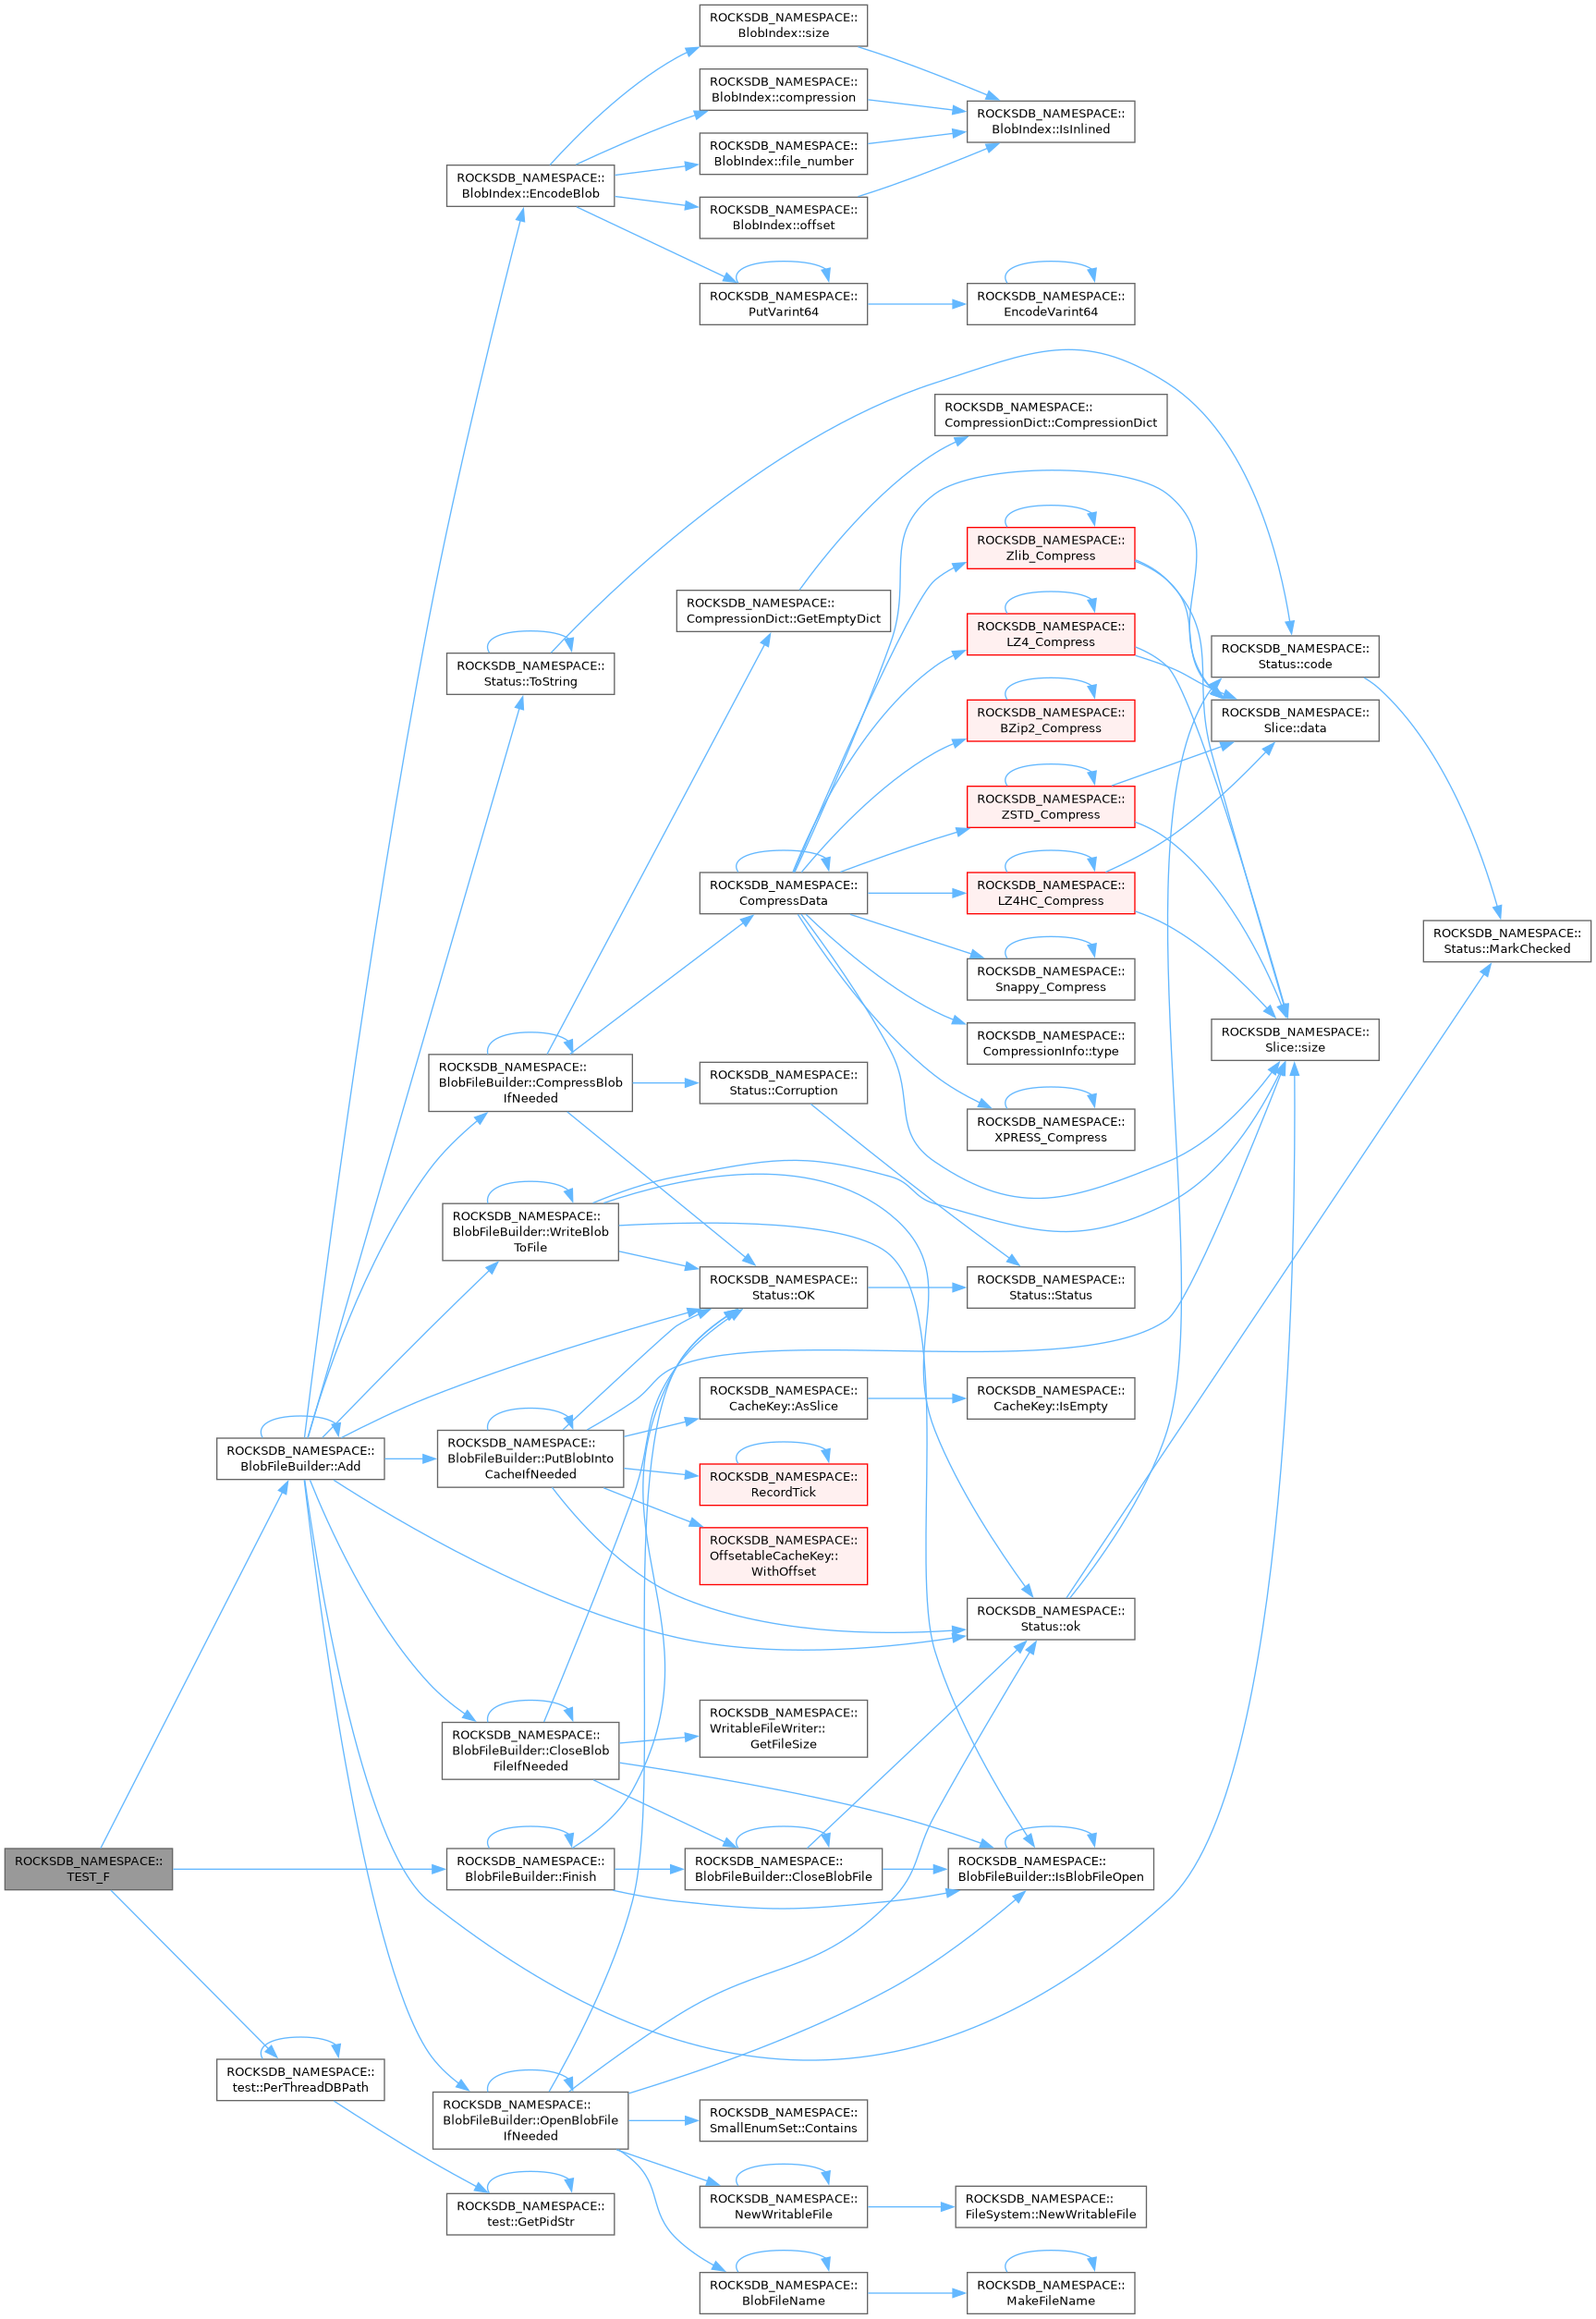 ROCKSDB_NAMESPACE::
BlobIndex::size
ROCKSDB_NAMESPACE::
BlobIndex::compression
ROCKSDB_NAMESPACE::
BlobIndex::IsInlined
ROCKSDB_NAMESPACE::
BlobIndex::file_number
ROCKSDB_NAMESPACE::
BlobIndex::EncodeBlob
ROCKSDB_NAMESPACE::
BlobIndex::offset
ROCKSDB_NAMESPACE::
PutVarint64
ROCKSDB_NAMESPACE::
EncodeVarint64
ROCKSDB_NAMESPACE::
CompressionDict::CompressionDict
ROCKSDB_NAMESPACE::
Zlib_Compress
ROCKSDB_NAMESPACE::
CompressionDict::GetEmptyDict
ROCKSDB_NAMESPACE::
LZ4_Compress
ROCKSDB_NAMESPACE::
Status::code
ROCKSDB_NAMESPACE::
Status::ToString
ROCKSDB_NAMESPACE::
BZip2_Compress
ROCKSDB_NAMESPACE::
Slice::data
ROCKSDB_NAMESPACE::
ZSTD_Compress
ROCKSDB_NAMESPACE::
CompressData
ROCKSDB_NAMESPACE::
LZ4HC_Compress
ROCKSDB_NAMESPACE::
Status::MarkChecked
ROCKSDB_NAMESPACE::
Snappy_Compress
ROCKSDB_NAMESPACE::
CompressionInfo::type
ROCKSDB_NAMESPACE::
Slice::size
ROCKSDB_NAMESPACE::
BlobFileBuilder::CompressBlob
IfNeeded
ROCKSDB_NAMESPACE::
Status::Corruption
ROCKSDB_NAMESPACE::
XPRESS_Compress
ROCKSDB_NAMESPACE::
BlobFileBuilder::WriteBlob
ToFile
ROCKSDB_NAMESPACE::
Status::OK
ROCKSDB_NAMESPACE::
Status::Status
ROCKSDB_NAMESPACE::
CacheKey::AsSlice
ROCKSDB_NAMESPACE::
CacheKey::IsEmpty
ROCKSDB_NAMESPACE::
BlobFileBuilder::Add
ROCKSDB_NAMESPACE::
BlobFileBuilder::PutBlobInto
CacheIfNeeded
ROCKSDB_NAMESPACE::
RecordTick
ROCKSDB_NAMESPACE::
OffsetableCacheKey::
WithOffset
ROCKSDB_NAMESPACE::
Status::ok
ROCKSDB_NAMESPACE::
WritableFileWriter::
GetFileSize
ROCKSDB_NAMESPACE::
BlobFileBuilder::CloseBlob
FileIfNeeded
ROCKSDB_NAMESPACE::
TEST_F
ROCKSDB_NAMESPACE::
BlobFileBuilder::Finish
ROCKSDB_NAMESPACE::
BlobFileBuilder::CloseBlobFile
ROCKSDB_NAMESPACE::
BlobFileBuilder::IsBlobFileOpen
ROCKSDB_NAMESPACE::
test::PerThreadDBPath
ROCKSDB_NAMESPACE::
BlobFileBuilder::OpenBlobFile
IfNeeded
ROCKSDB_NAMESPACE::
SmallEnumSet::Contains
ROCKSDB_NAMESPACE::
test::GetPidStr
ROCKSDB_NAMESPACE::
NewWritableFile
ROCKSDB_NAMESPACE::
FileSystem::NewWritableFile
ROCKSDB_NAMESPACE::
BlobFileName
ROCKSDB_NAMESPACE::
MakeFileName